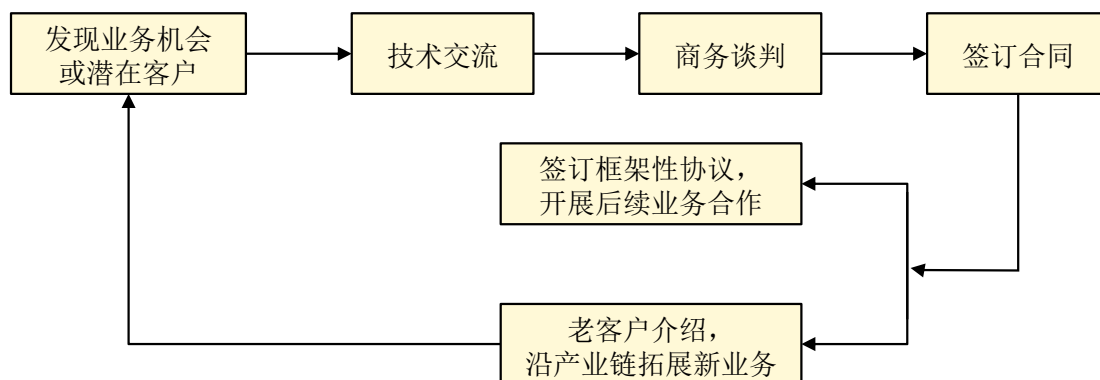 发现业务机会
或潜在客户
技术交流
商务谈判
签订合同
签订框架性协议，
开展后续业务合作
老客户介绍，
沿产业链拓展新业务